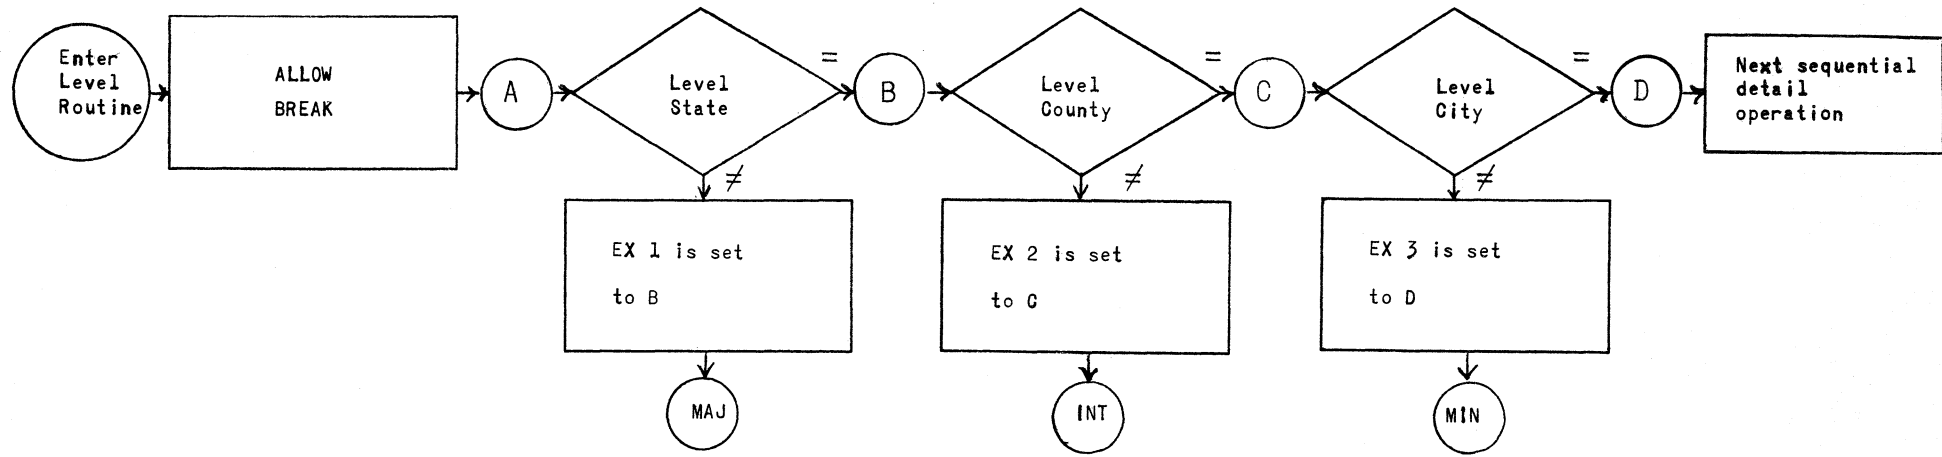 Enter
Level
Routine
ALLOW
BREAK
A
Level
State
=
≠
B
Level
County
=
≠
C
Level
City
=
≠
D
Next sequential
detail
operation
EX 1 is set
to B
EX 2 is set
to C
EX 3 is set
to D
MAJ
INT
MIN